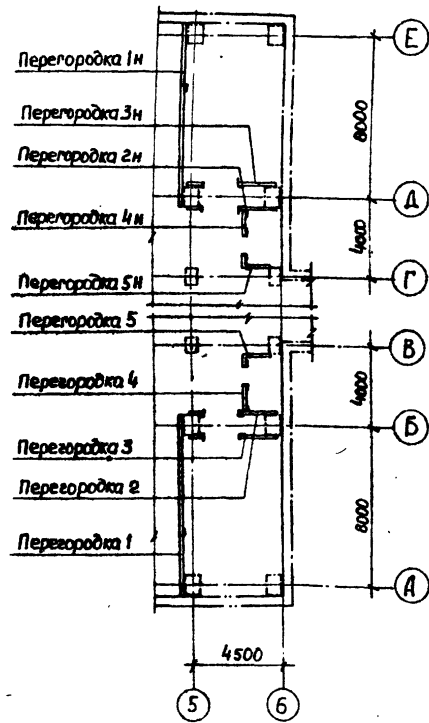 Е
Перегородка 1н
8000
Перегородка 3н
Перегородка 2н
Д
Перегородка 4н
4000
Г
Перегородка 5н
Перегородка 5
В
Перегородка 4
4000
Б
Перегородка 3
Перегородка 2
8000
Перегородка 1
А
4500
5
6